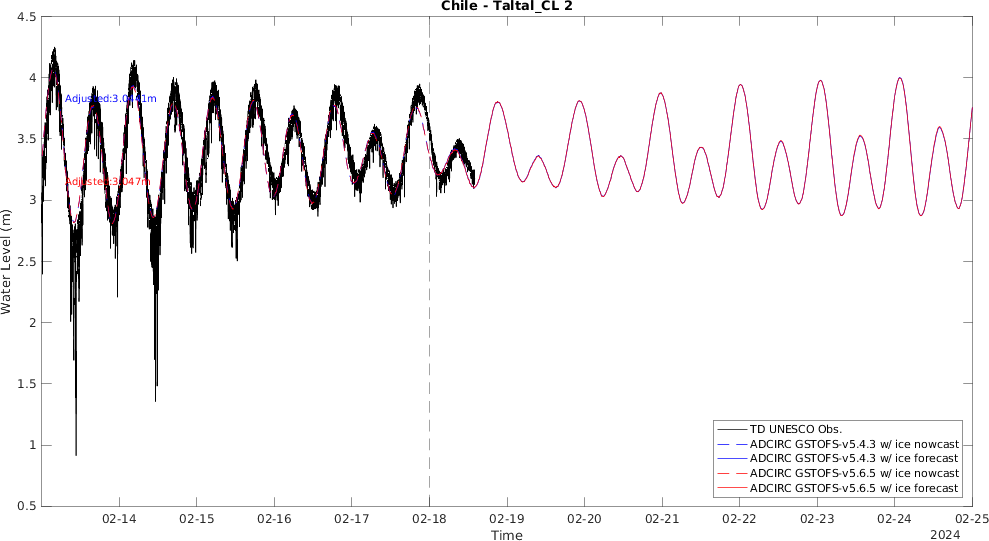 Chile - Taltal_CL 2
4.5
4
3.5
3
2.5
2
1.5
1
0.5
Water Level (m)
Adjusted:3.047m
TD UNESCO Obs.
ADCIRC GSTOFS-v5.4.3 w/ ice nowcast
ADCIRC GSTOFS-v5.4.3 w/ ice forecast
ADCIRC GSTOFS-v5.6.5 w/ ice nowcast
ADCIRC GSTOFS-v5.6.5 w/ ice forecast
02-14 02-15 02-16 02-17 02-18 02-19 02-20 02-21 02-22 02-23 02-24 02-25
Time
2024